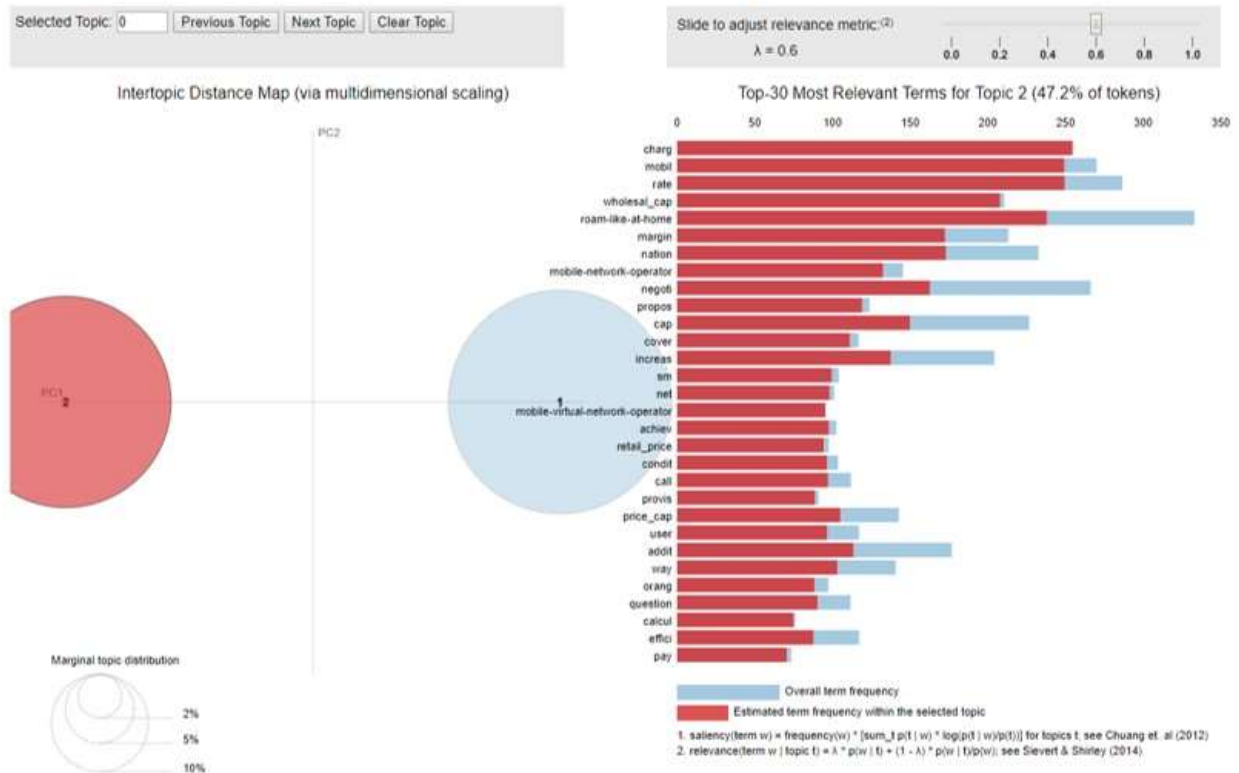 Selected Topic: 0 Previous Topic Next Topic Clear Topic
Slide to adjust relevance metric:(2)
λ = 0.6
0.0 0.2 0.4 0.6 0.8 1.0
Intertopic Distance Map (via multidimensional scaling)
PC2
PC1
2
1
Marginal topic distribution
2%
5%
10%
Top-30 Most Relevant Terms for Topic 2 (47.2% of tokens)
0 50 100 150 200 250 300 350
charg
mobil
rate
wholesal_cap
roam-like-at-home
margin
nation
mobile-network-operator
negoti
propos
cap
cover
increas
sm
net
mobile-virtual-network-operator
achiev
retail_price
condit
call
provis
price_cap
user
addit
way
orang
question
calcul
effici
pay
Overall term frequency
Estimated term frequency within the selected topic
1. saliency(term w) = frequency(w) * [sum_t p(t | w) * log(p(t | w)/p(t))] for topics t; see Chuang et. al (2012)
2. relevance(term w | topic t) = λ * p(w | t) + (1 - λ) * p(w | t)/p(w); see Sievert & Shirley (2014)